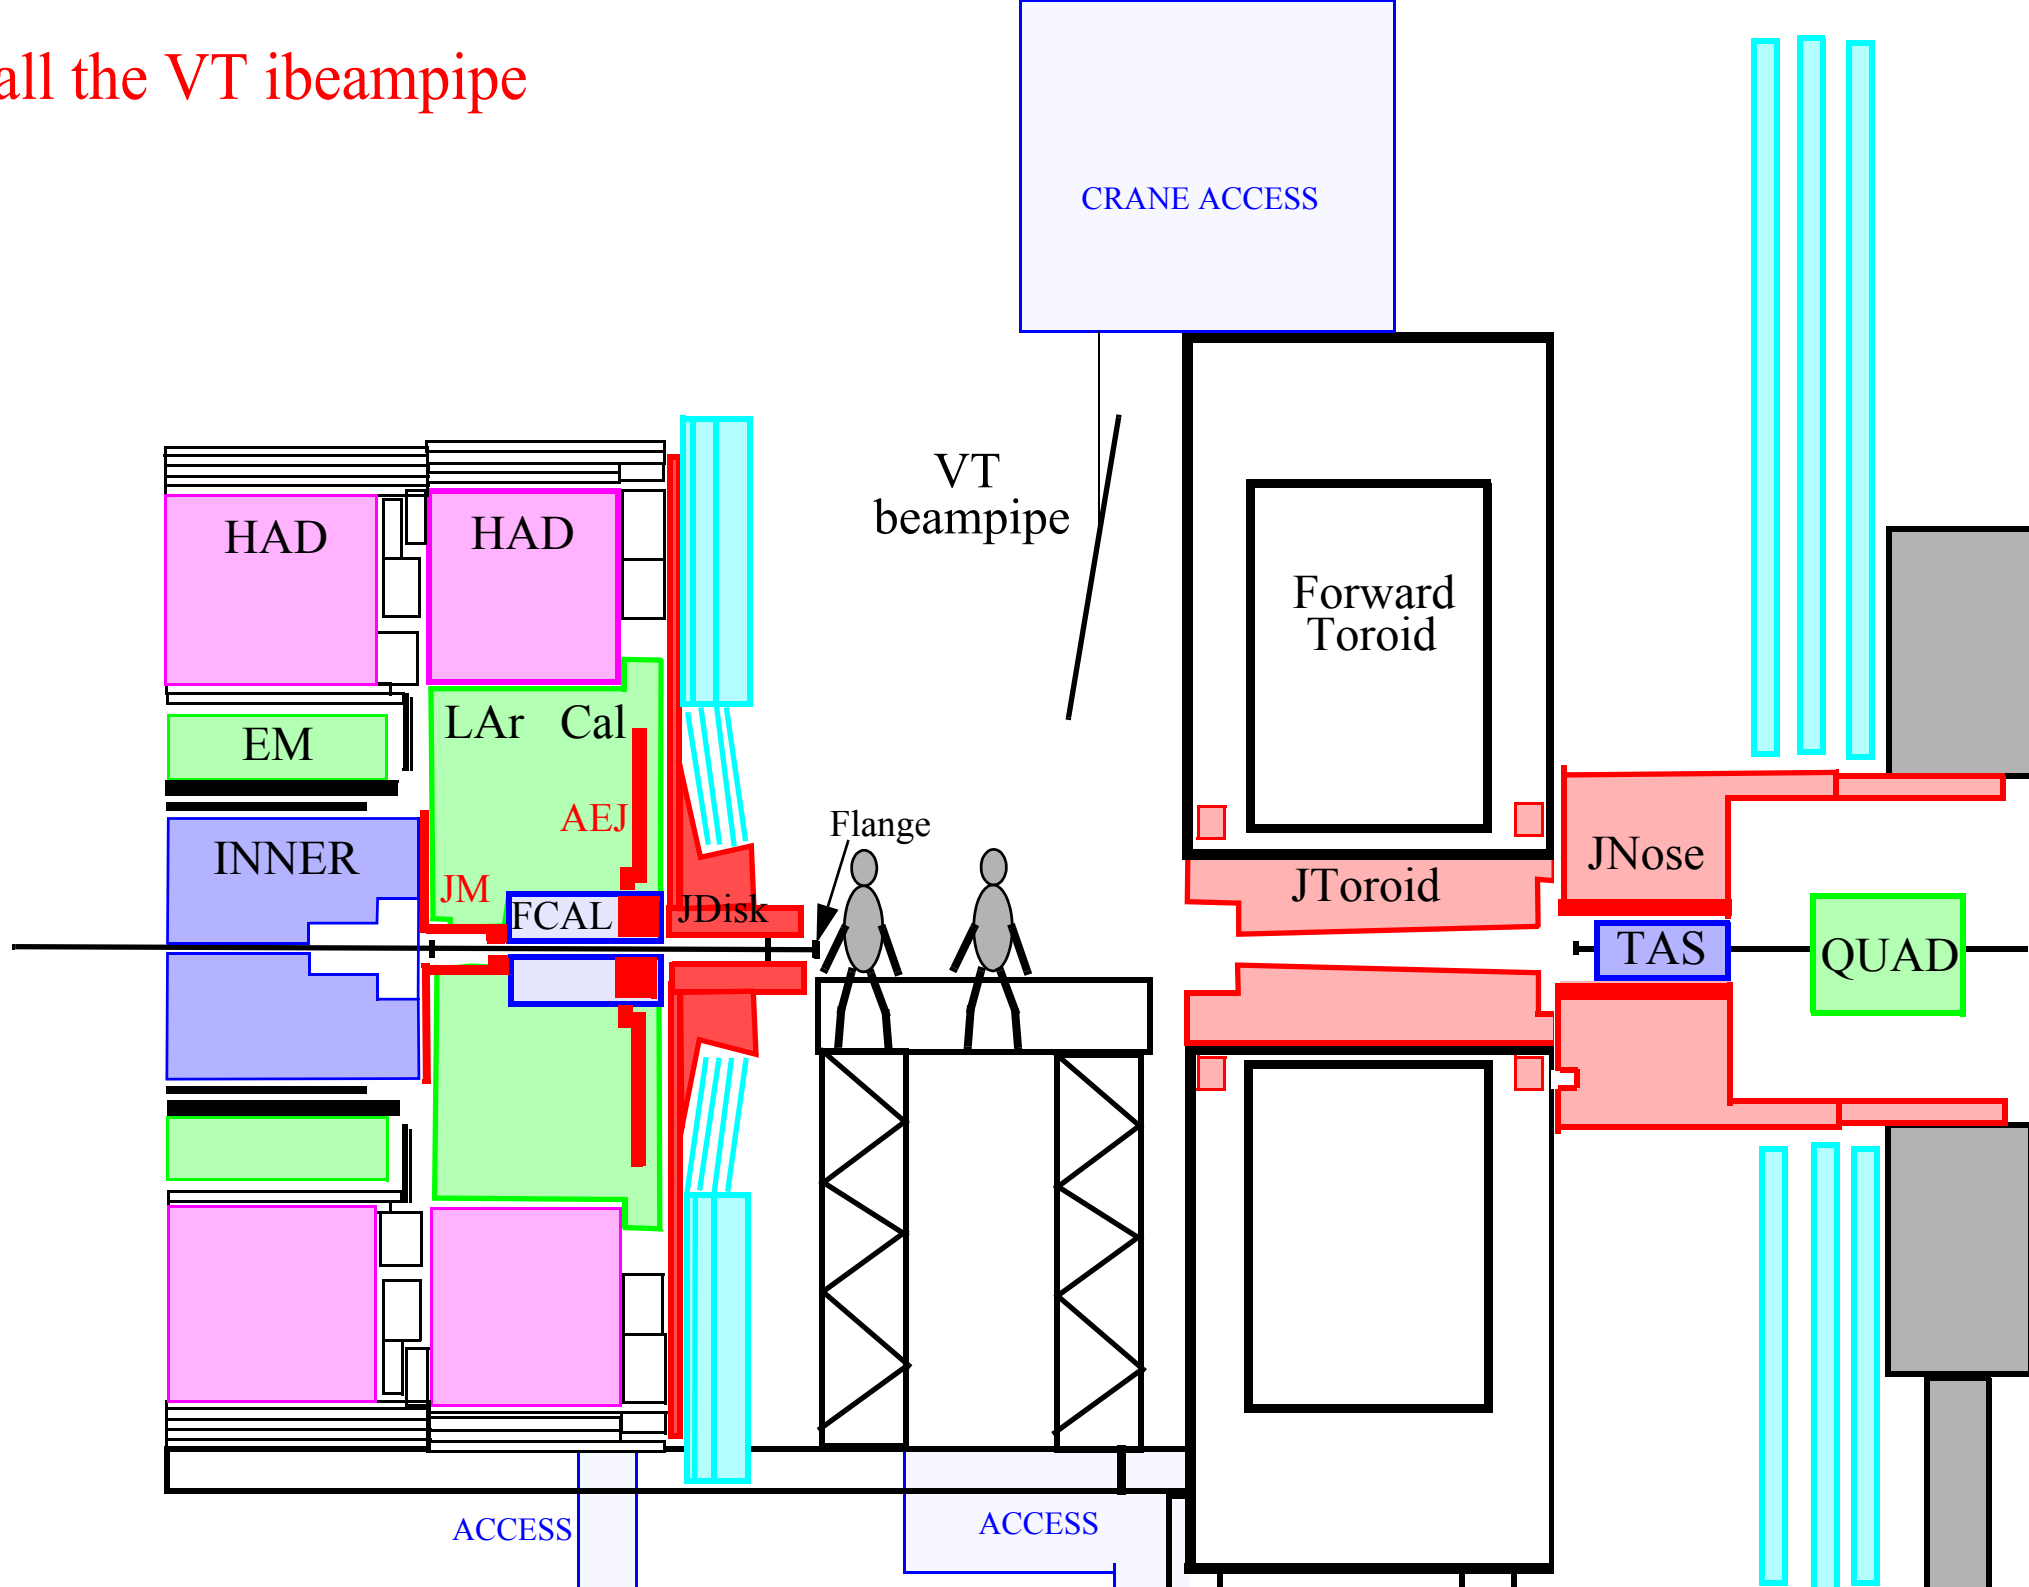 all the VT ibeampipe
CRANE ACCESS
VT
beampipe
HAD
HAD
Forward
Toroid
LAr Cal
EM
AEJ
Flange
INNER
JM
FCAL
JDisk
JToroid
JNose
TAS
QUAD
ACCESS
ACCESS